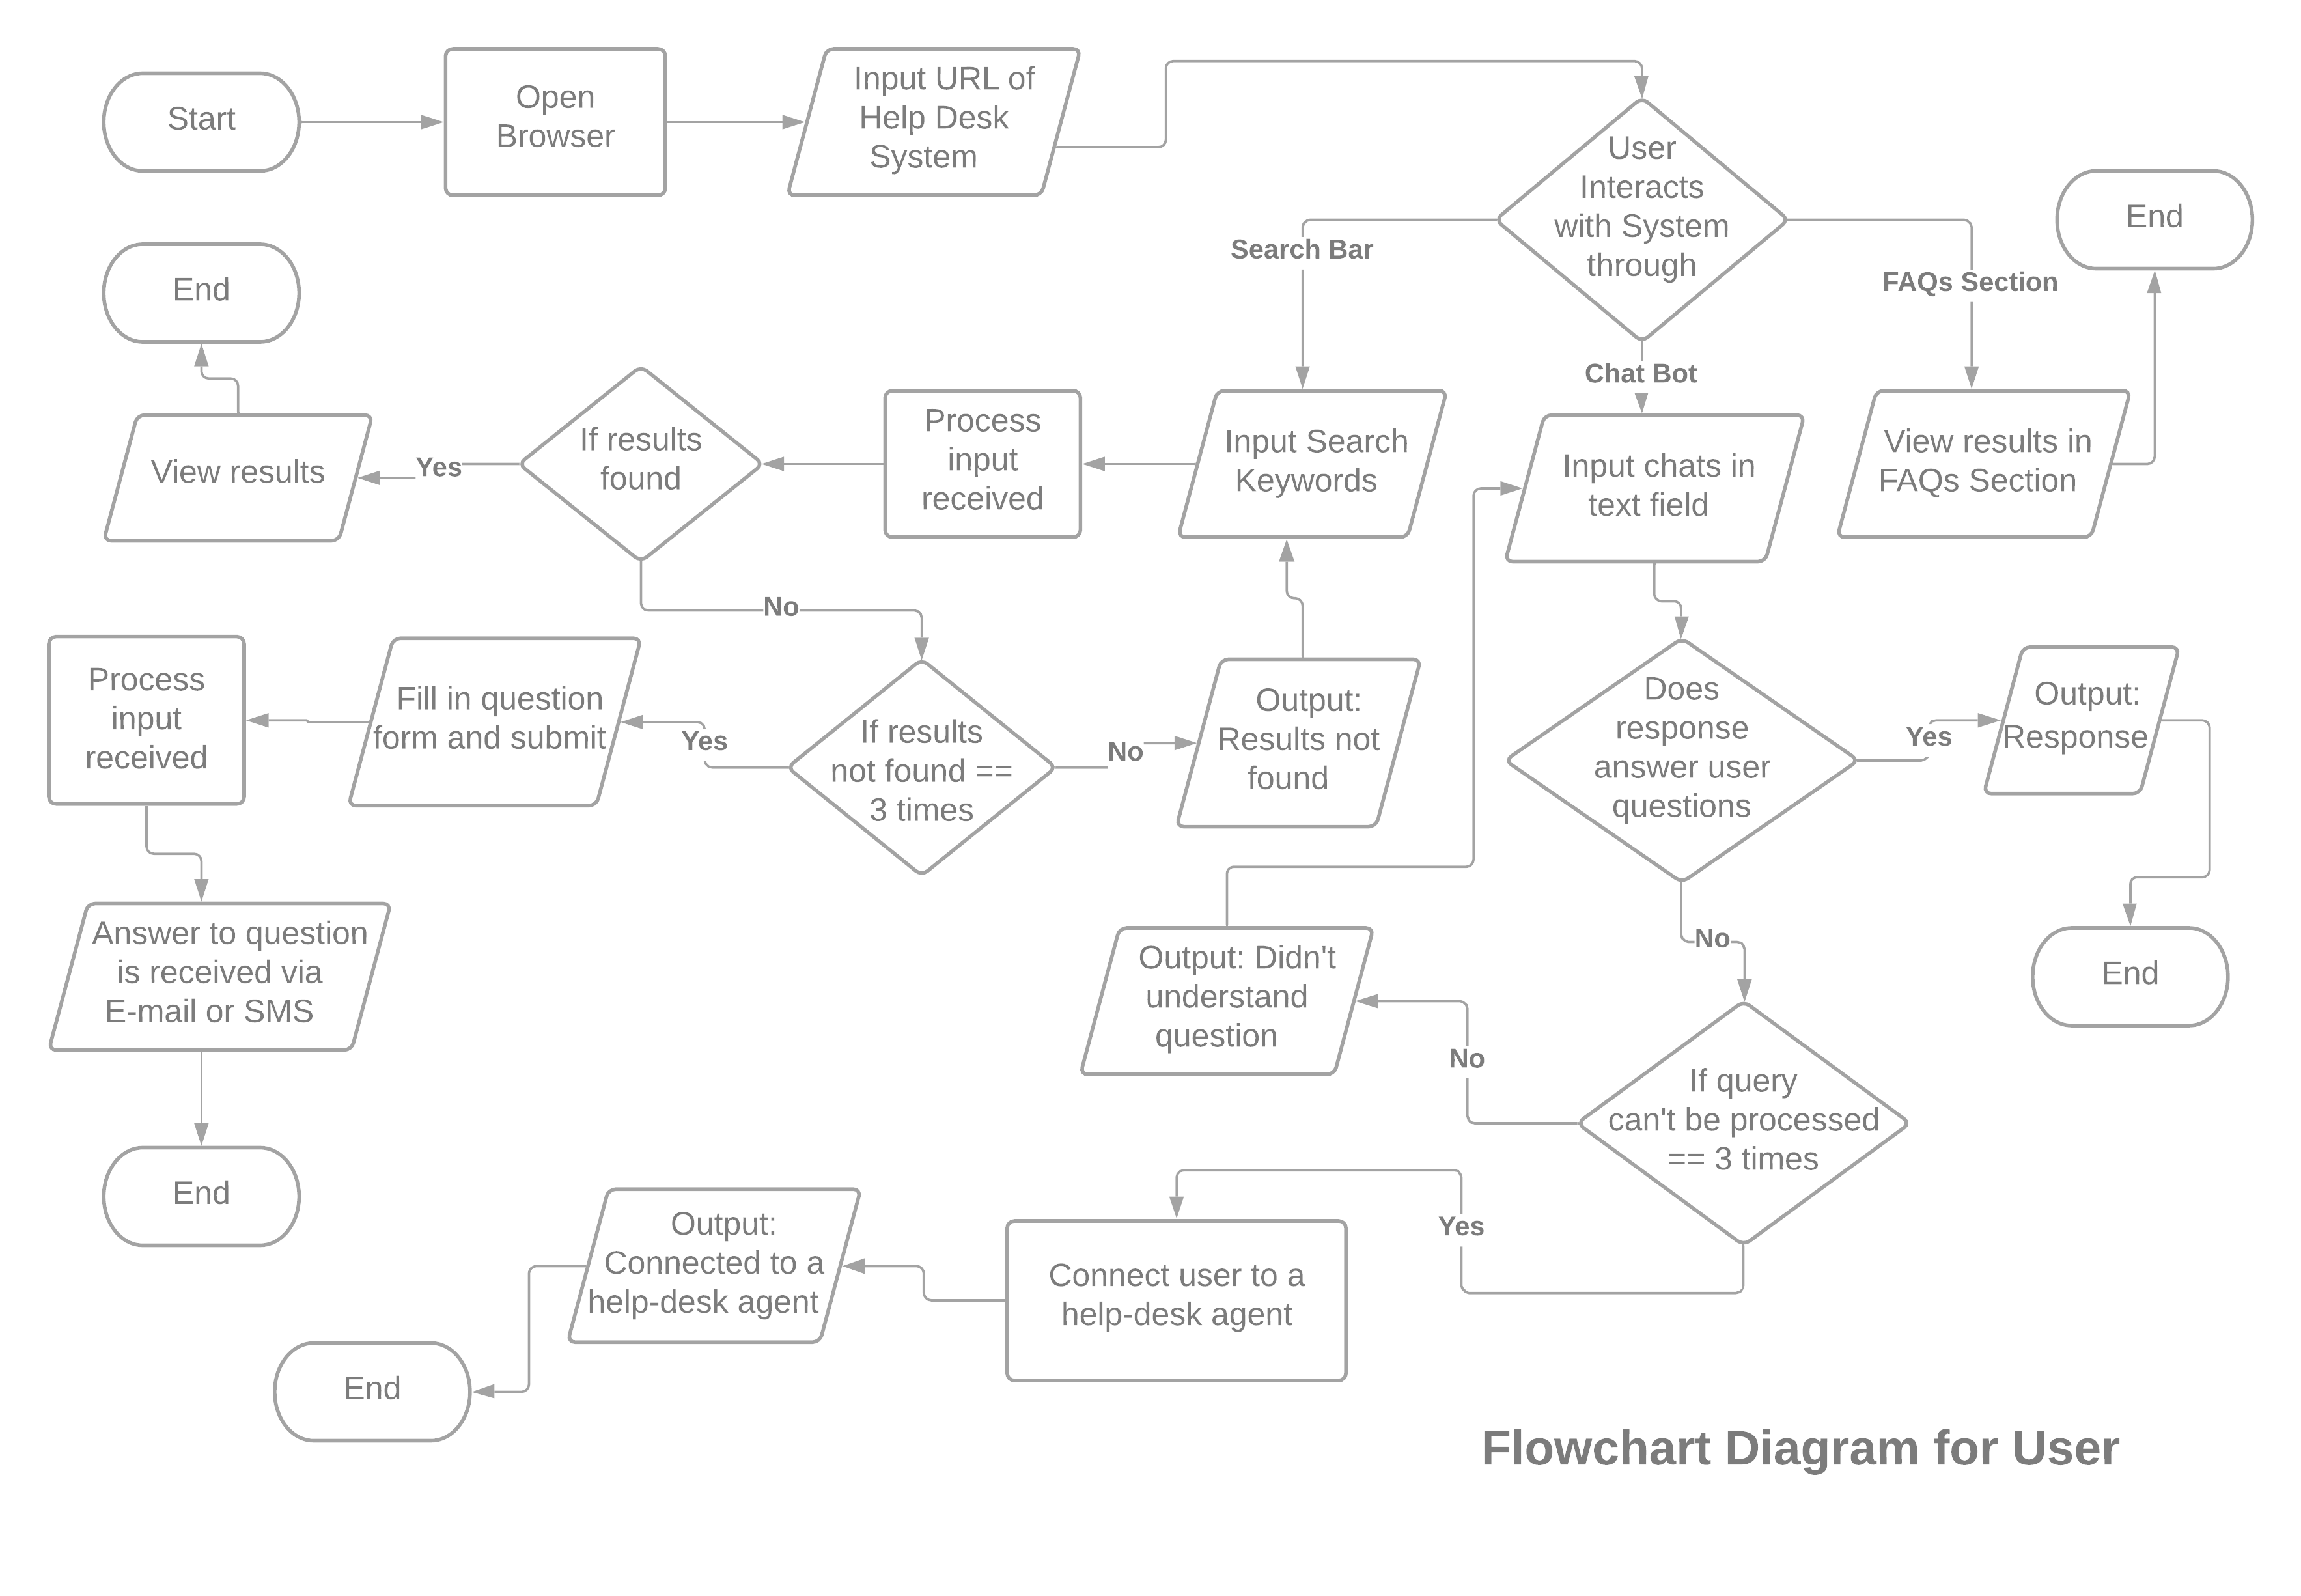 Start
Open
Browser
Input URL of
Help Desk
System
User
Interacts
with System
through
End
Search Bar
FAQs Section
End
Chat Bot
View results
Yes
If results
found
Process
input
received
Input Search
Keywords
Input chats in
text field
View results in
FAQs Section
No
Process
input
received
Fill in question
form and submit
Yes
If results
not found ==
3 times
No
Output:
Results not
found
Does
response
answer user
questions
Yes
Output:
Response
Answer to question
is received via
E-mail or SMS
Output: Didn't
understand
question
No
End
No
If query
can't be processed
== 3 times
End
Output:
Connected to a
help-desk agent
Connect user to a
help-desk agent
Yes
End
Flowchart Diagram for User